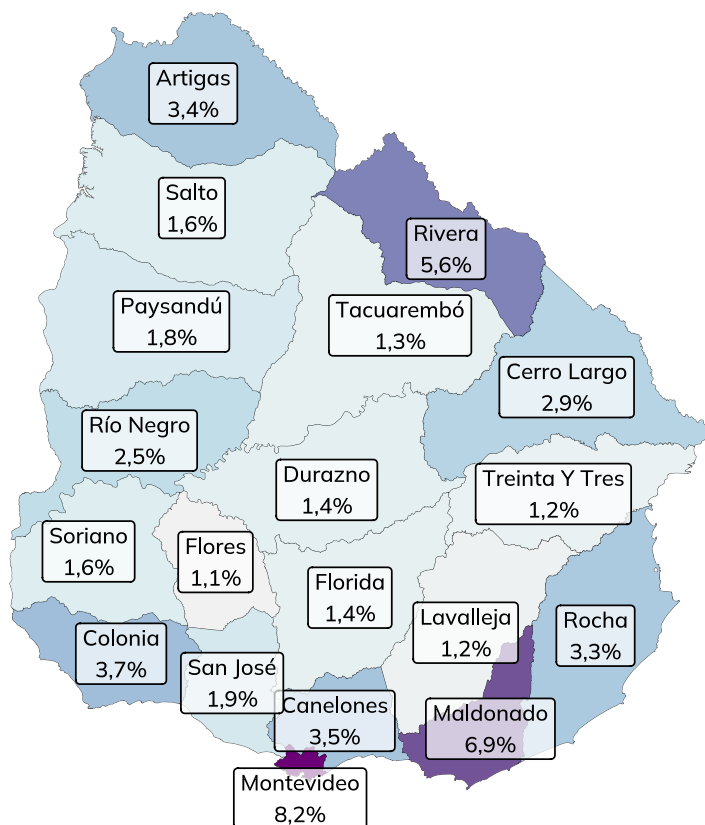 Artigas
3,4%
Salto
1,6%
Rivera
5,6%
Paysandú
1,8%
Tacuarembó
1,3%
Cerro Largo
2,9%
Río Negro
2,5%
Durazno
1,4%
Treinta Y Tres
1,2%
Soriano
1,6%
Flores
1,1%
Florida
1,4%
Lavalleja
1,2%
Rocha
3,3%
Colonia
3,7%
San José
1,9%
Canelones
3,5%
Maldonado
6,9%
Montevideo
8,2%